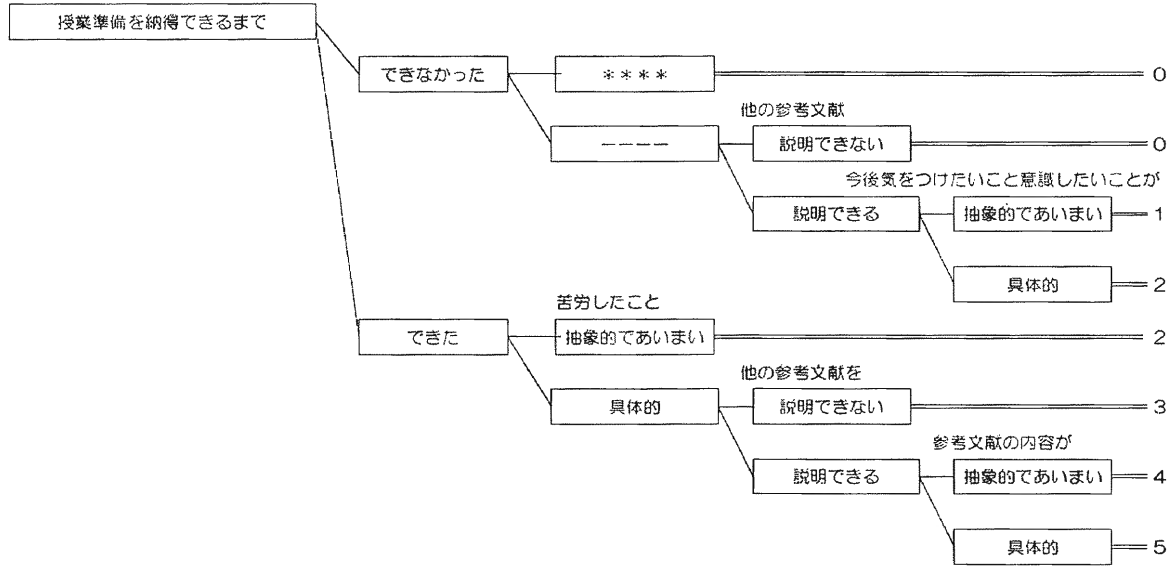 授業準備を納得できるまで
できなかった
＊＊＊＊
0
他の参考文献
－－－－
説明できない
0
今後気をつけたいこと意識したいことが
説明できる
抽象的であいまい
1
具体的
2
苦労したこと
できた
抽象的であいまい
2
他の参考文献を
具体的
説明できない
3
参考文献の内容が
説明できる
抽象的であいまい
4
具体的
5